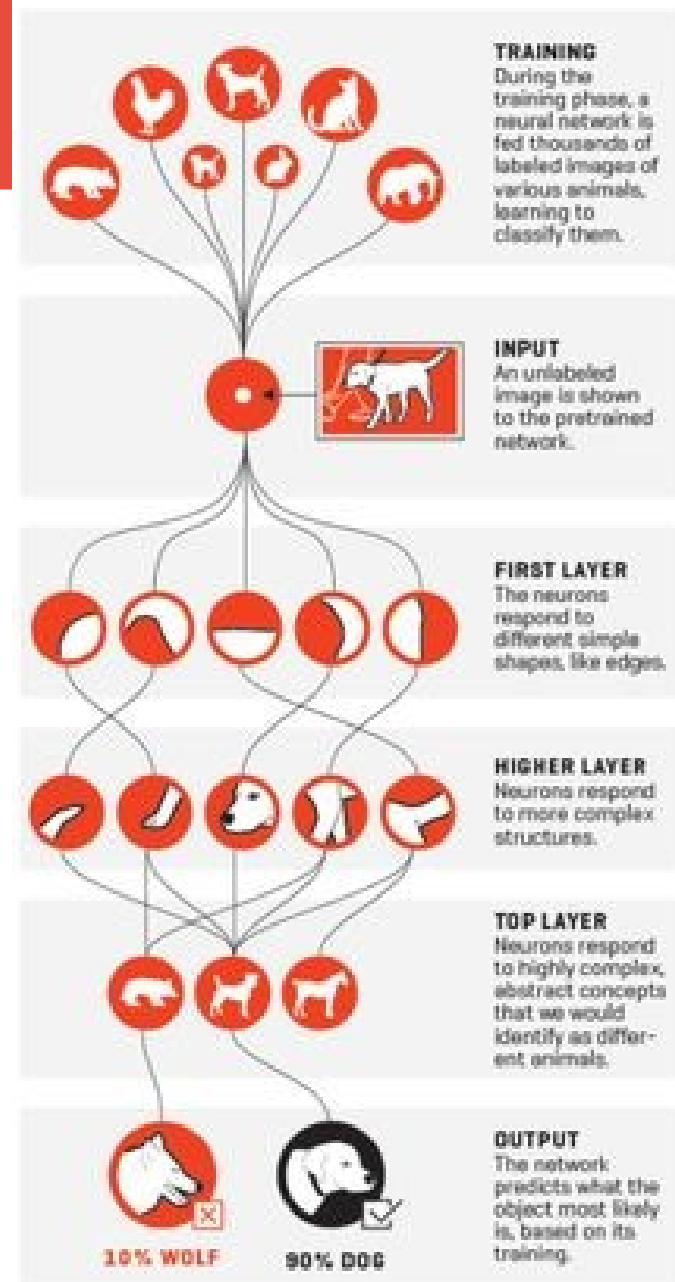 TRAINING
During the
training phase, a
neural network is
fed thousands of
labeled images of
various animals,
learning to
classify them.
INPUT
An unlabeled
image is shown
to the pretrained
network.
FIRST LAYER
The neurons
respond to
different simple
shapes, like edges.
HIGHER LAYER
Neurons respond
to more complex
structures.
TOP LAYER
Neurons respond
to highly complex,
abstract concepts
that we would
identify as differ-
ent animals.
OUTPUT
The network
predicts what the
object most likely
is, based on its
training.
10% WOLF
90% DOG